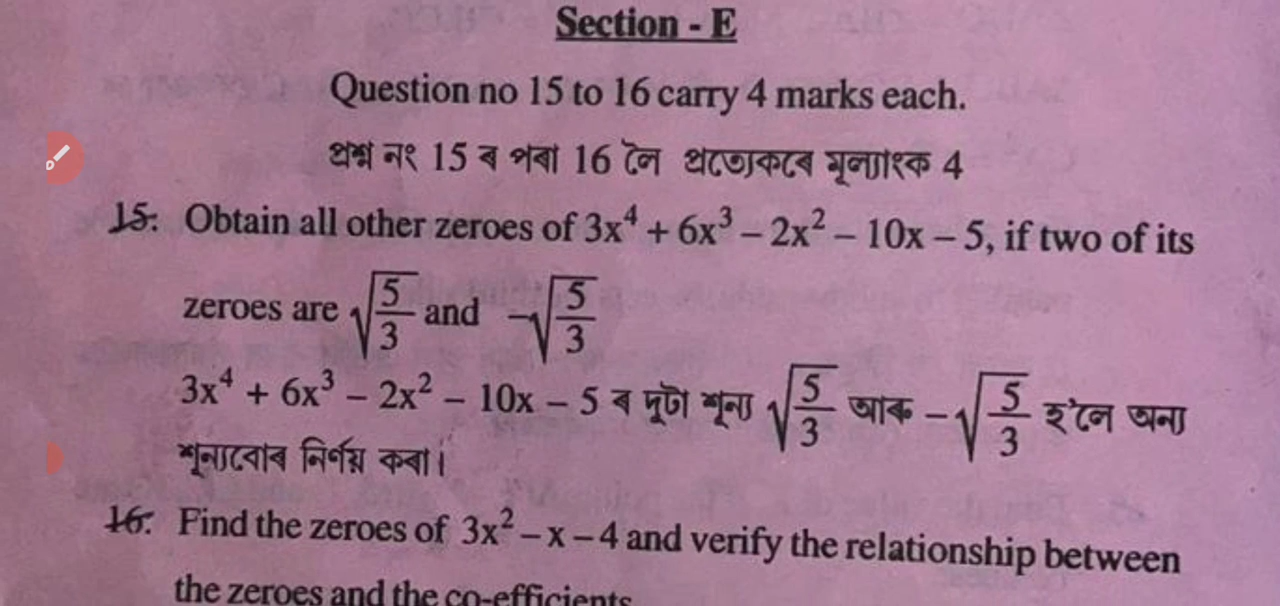 Section - E
Question no 15 to 16 carry 4 marks each.
প্ৰশ্ন নং 15 ৰ পৰা 16 লৈ প্ৰত্যেকৰে মূল্যাংক 4
15. Obtain all other zeroes of 3x⁴ + 6x³ – 2x² – 10x – 5, if two of its
zeroes are √(5/3) and –√(5/3)
3x⁴ + 6x³ – 2x² – 10x – 5 ৰ দুটা শূন্য √(5/3) আৰু –√(5/3) হ'লে অন্য
শূন্যবোৰ নিৰ্ণয় কৰা।
16. Find the zeroes of 3x² – x – 4 and verify the relationship between
the zeroes and the co-efficients